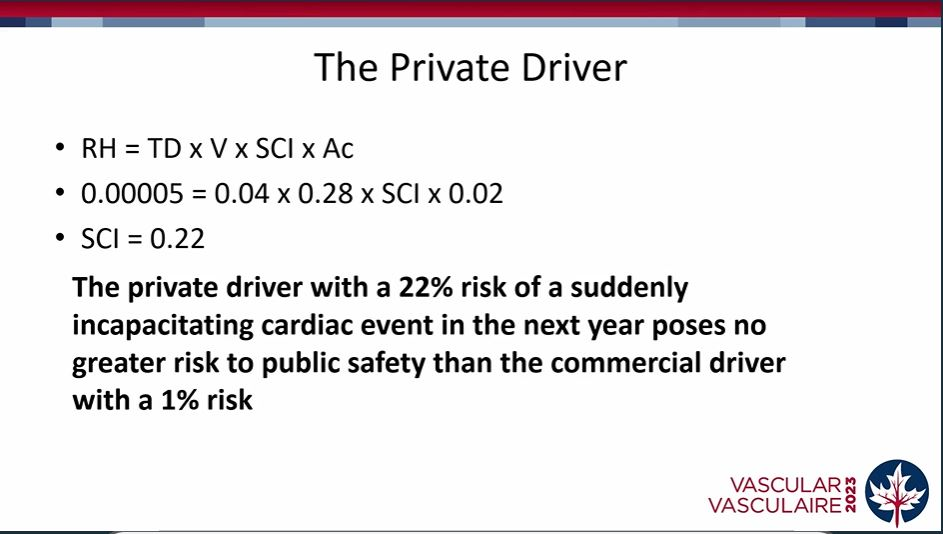 The Private Driver
• RH = TD x V x SCI x Ac
• 0.00005 = 0.04 x 0.28 x SCI x 0.02
• SCI = 0.22
The private driver with a 22% risk of a suddenly
incapacitating cardiac event in the next year poses no
greater risk to public safety than the commercial driver
with a 1% risk
VASCULAR
VASCULAIRE
2023